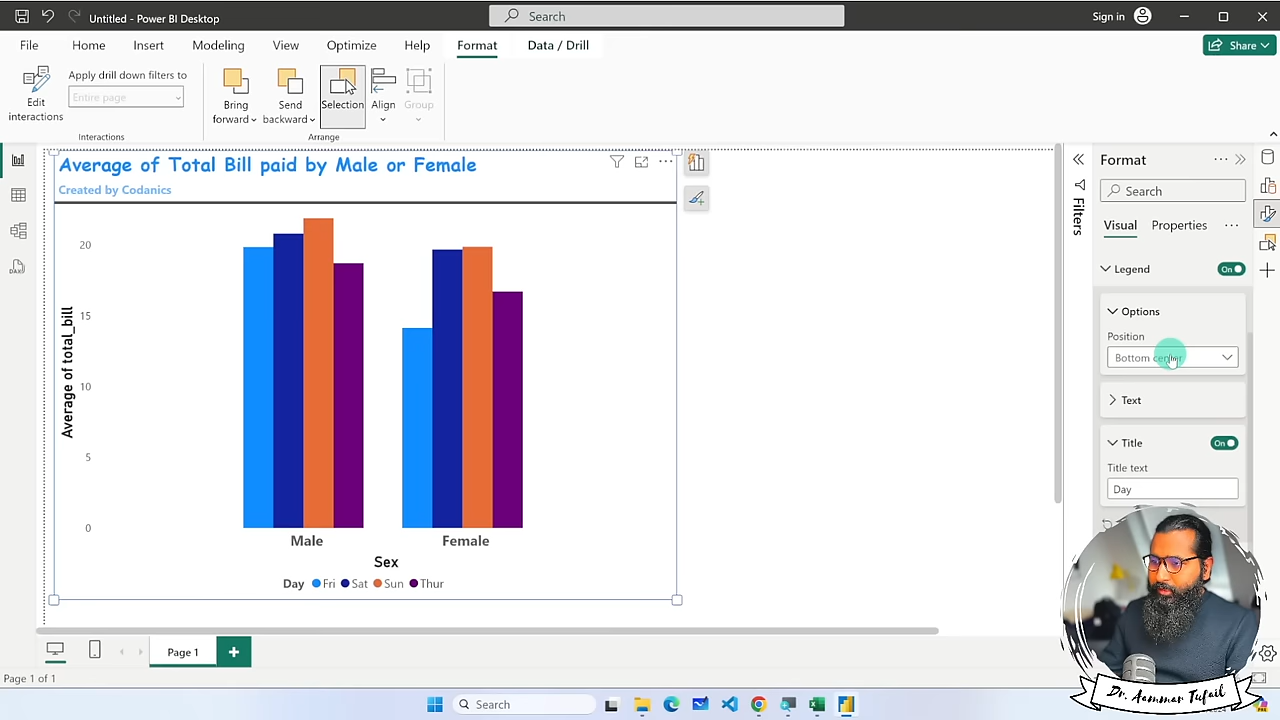 Untitled - Power BI Desktop
Search
Sign in
File Home Insert Modeling View Optimize Help Format Data / Drill
Share
Edit interactions
Apply drill down filters to
Entire page
Interactions
Bring forward
Send backward
Selection
Align
Group
Arrange
Average of Total Bill paid by Male or Female
Created by Codanics
Average of total_bill
20
15
10
5
0
Male Female
Sex
Day Fri Sat Sun Thur
Filters
Format
Search
Visual Properties
Legend On
Options
Position
Bottom center
Text
Title On
Title text
Day
Dr. Aammar Tufail
Page 1
Page 1 of 1
Search